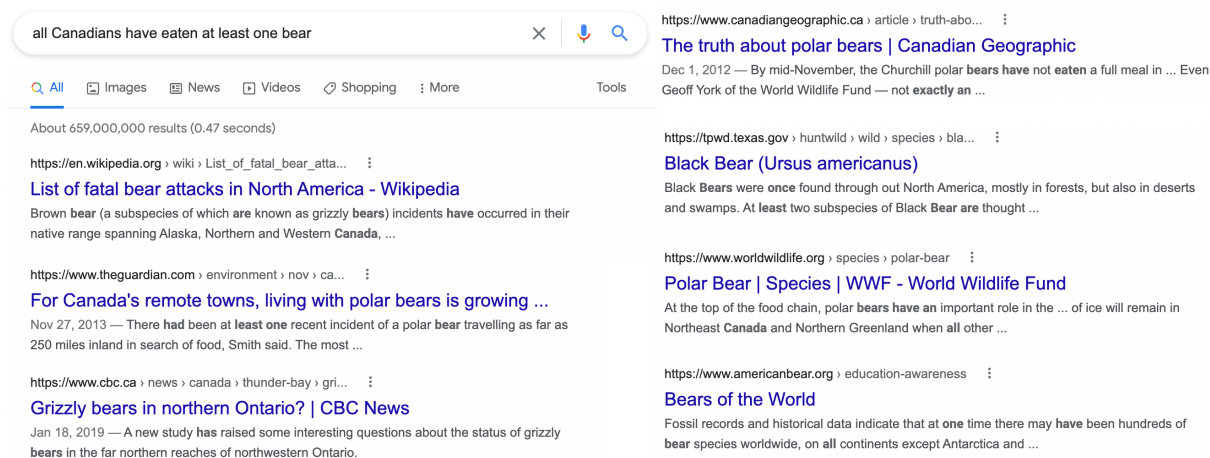 all Canadians have eaten at least one bear
All Images News Videos Shopping More Tools
About 659,000,000 results (0.47 seconds)
https://en.wikipedia.org › wiki › List_of_fatal_bear_atta...
List of fatal bear attacks in North America - Wikipedia
Brown bear (a subspecies of which are known as grizzly bears) incidents have occurred in their
native range spanning Alaska, Northern and Western Canada, ...
https://www.theguardian.com › environment › nov › ca...
For Canada's remote towns, living with polar bears is growing ...
Nov 27, 2013 — There had been at least one recent incident of a polar bear travelling as far as
250 miles inland in search of food, Smith said. The most ...
https://www.cbc.ca › news › canada › thunder-bay › gri...
Grizzly bears in northern Ontario? | CBC News
Jan 18, 2019 — A new study has raised some interesting questions about the status of grizzly
bears in the far northern reaches of northwestern Ontario.
https://www.canadiangeographic.ca › article › truth-abo...
The truth about polar bears | Canadian Geographic
Dec 1, 2012 — By mid-November, the Churchill polar bears have not eaten a full meal in ... Even
Geoff York of the World Wildlife Fund — not exactly an ...
https://tpwd.texas.gov › huntwild › wild › species › bla...
Black Bear (Ursus americanus)
Black Bears were once found through out North America, mostly in forests, but also in deserts
and swamps. At least two subspecies of Black Bear are thought ...
https://www.worldwildlife.org › species › polar-bear
Polar Bear | Species | WWF - World Wildlife Fund
At the top of the food chain, polar bears have an important role in the ... of ice will remain in
Northeast Canada and Northern Greenland when all other ...
https://www.americanbear.org › education-awareness
Bears of the World
Fossil records and historical data indicate that at one time there may have been hundreds of
bear species worldwide, on all continents except Antarctica and ...